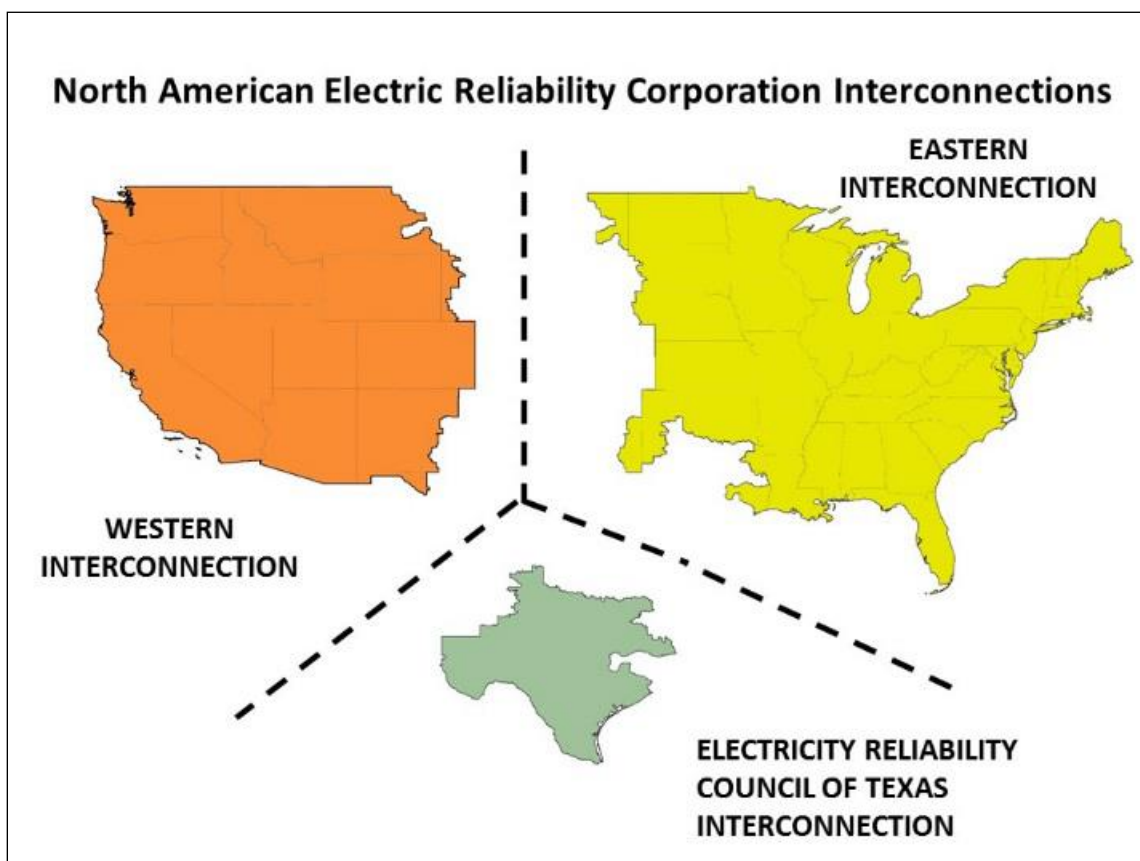 North American Electric Reliability Corporation Interconnections
EASTERN
INTERCONNECTION
WESTERN
INTERCONNECTION
ELECTRICITY RELIABILITY
COUNCIL OF TEXAS
INTERCONNECTION